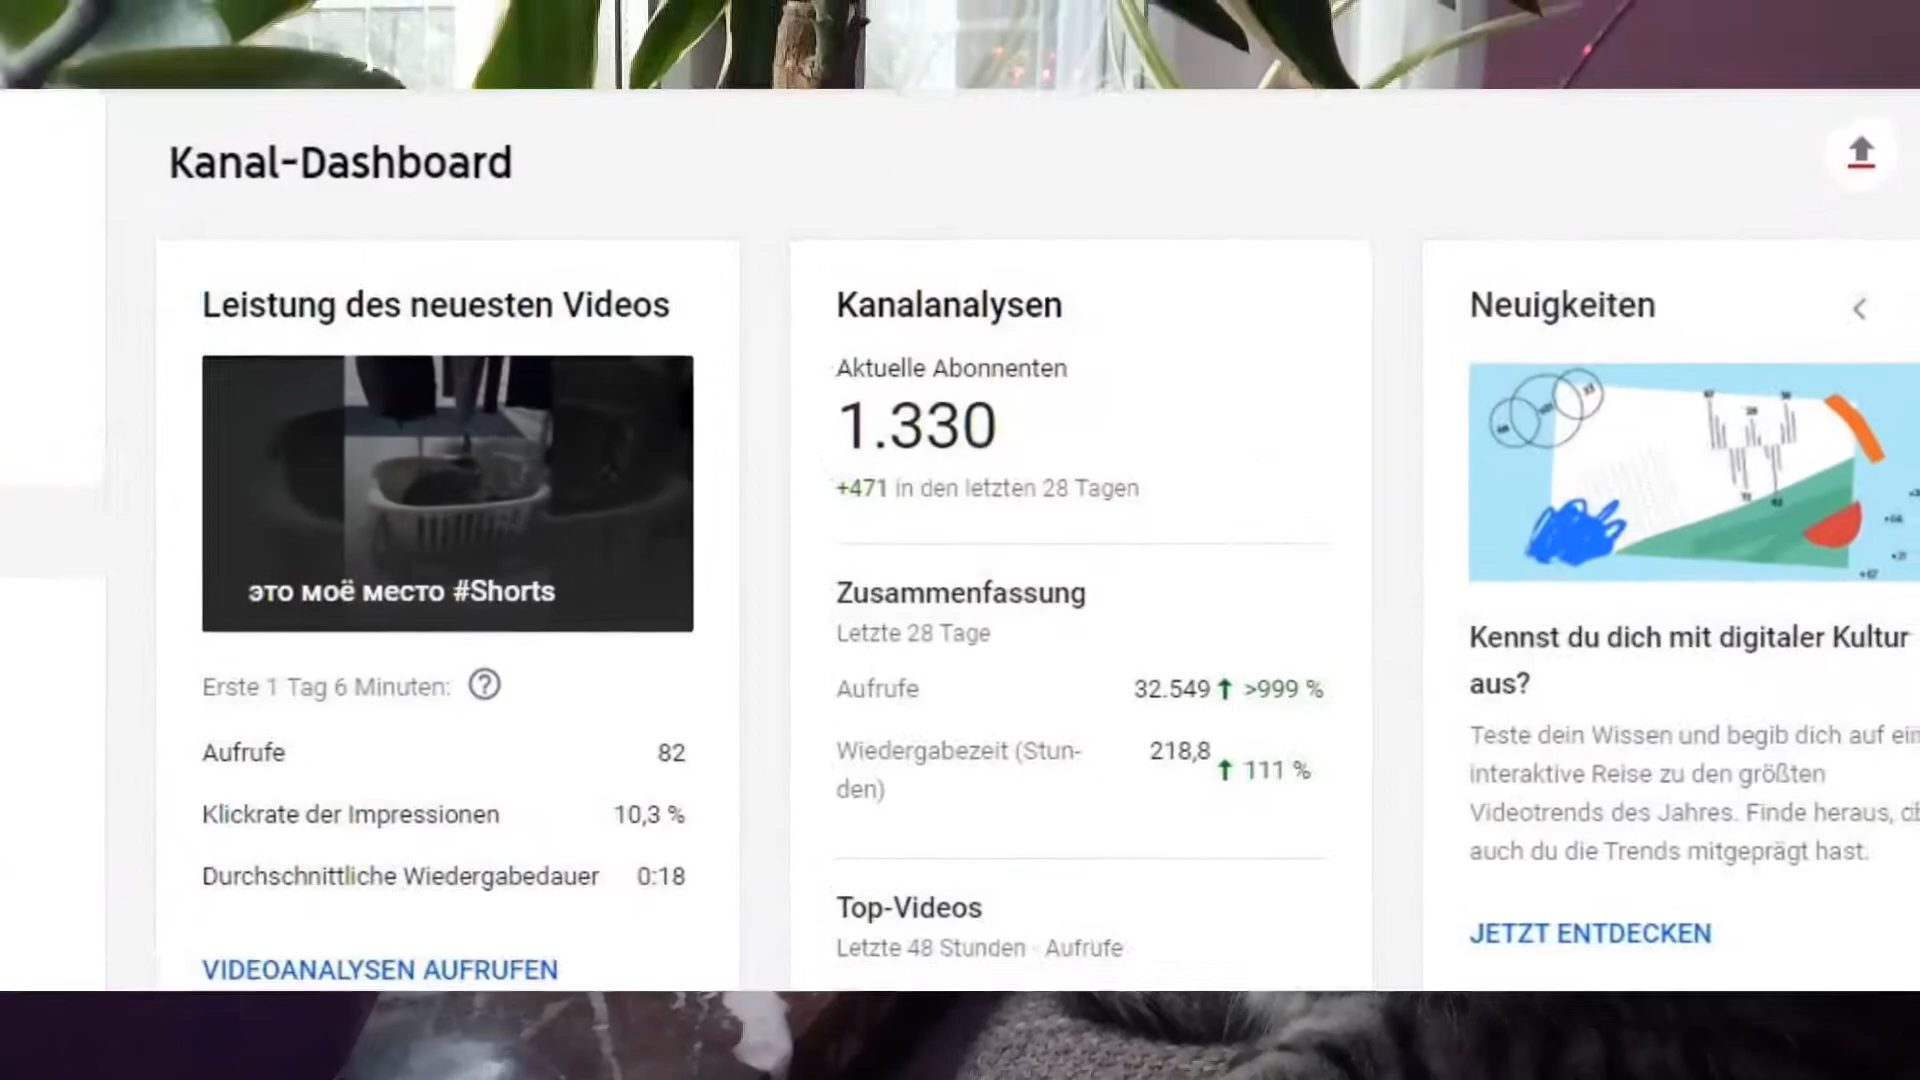 Kanal-Dashboard
Leistung des neuesten Videos
это моё место #Shorts
Erste 1 Tag 6 Minuten:
Aufrufe 82
Klickrate der Impressionen 10,3 %
Durchschnittliche Wiedergabedauer 0:18
VIDEOANALYSEN AUFRUFEN
Kanalanalysen
Aktuelle Abonnenten
1.330
+471 in den letzten 28 Tagen
Zusammenfassung
Letzte 28 Tage
Aufrufe 32.549 >999 %
Wiedergabezeit (Stun-
den) 218,8 111 %
Top-Videos
Letzte 48 Stunden · Aufrufe
Neuigkeiten
Kennst du dich mit digitaler Kultur
aus?
Teste dein Wissen und begib dich auf
interaktive Reise zu den größten
Videotrends des Jahres. Finde heraus,
auch du die Trends mitgeprägt hast.
JETZT ENTDECKEN